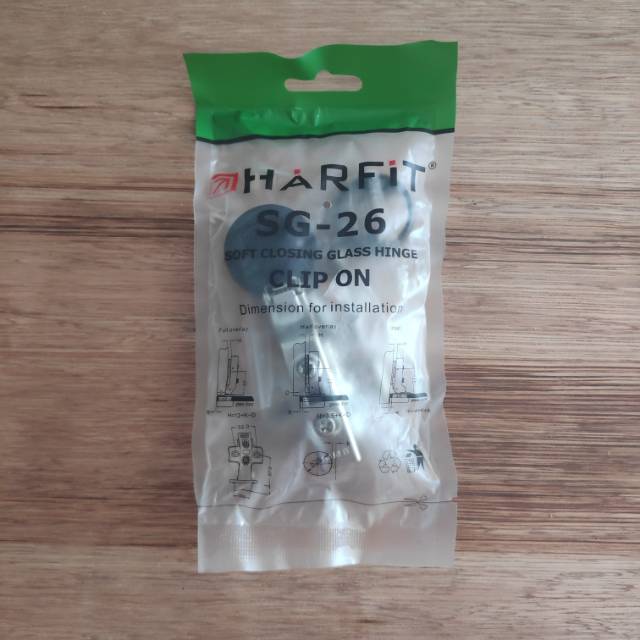 HARFiT®
SG-26
SOFT CLOSING GLASS HINGE
CLIP ON
Dimension for installation